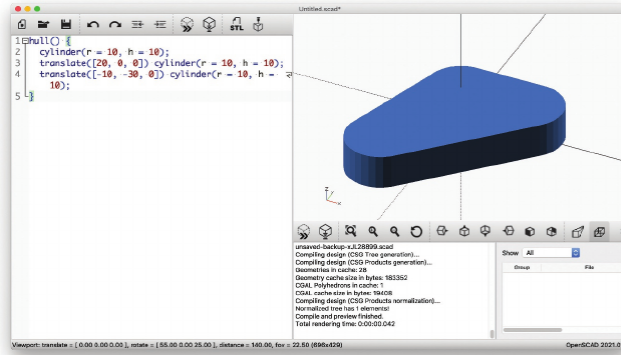 Untitled.scad*
STL
1 hull() {
2 cylinder(r = 10, h = 10);
3 translate([20, 0, 0]) cylinder(r = 10, h = 10);
4 translate([-10, -30, 0]) cylinder(r = 10, h =
10);
5 }
z
y
x
unsaved-backup-xJL28899.scad
Compiling design (CSG Tree generation)...
Compiling design (CSG Products generation)...
Geometries in cache: 28
Geometry cache size in bytes: 183352
CGAL Polyhedrons in cache: 1
CGAL cache size in bytes: 19408
Compiling design (CSG Products normalization)...
Normalized tree has 1 elements!
Compile and preview finished.
Total rendering time: 0:00:00.042
Show All
Group File
Viewport: translate = [ 0.00 0.00 0.00 ], rotate = [ 55.00 0.00 25.00 ], distance = 140.00, fov = 22.50 (696x429)
OpenSCAD 2021.0